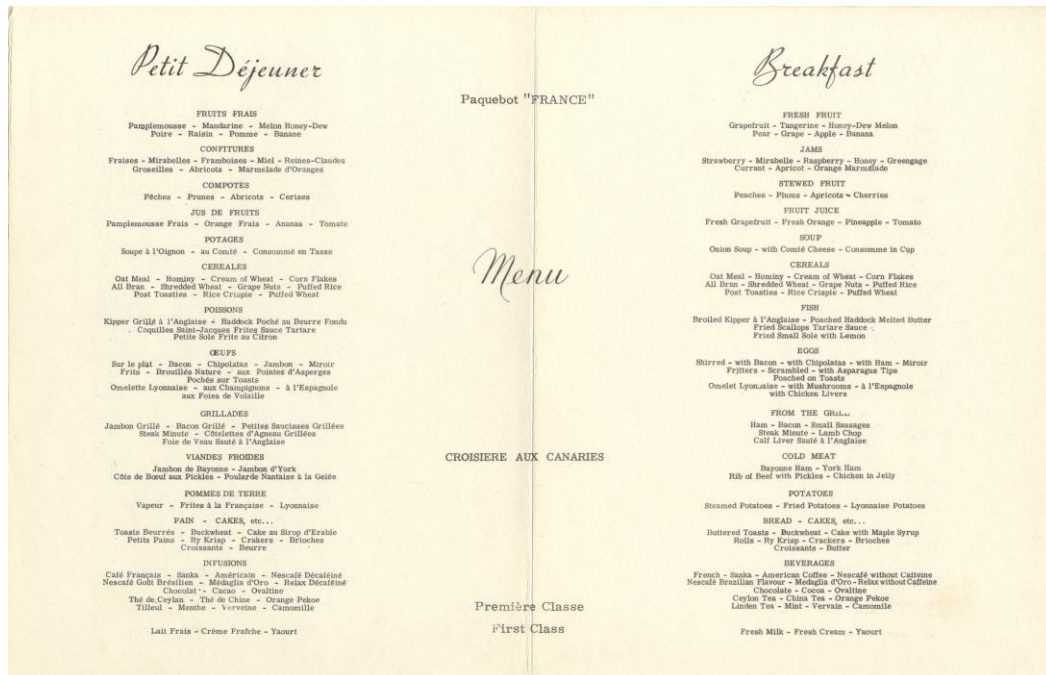 Petit Déjeuner
FRUITS FRAIS
Pamplemousse - Mandarine - Melon Honey-Dew
Poire - Raisin - Pomme - Banane
CONFITURES
Fraises - Mirabelles - Framboises - Miel - Reines-Claudes
Groseilles - Abricots - Marmelade d'Oranges
COMPOTES
Pêches - Prunes - Abricots - Cerises
JUS DE FRUITS
Pamplemousse Frais - Orange Frais - Ananas - Tomate
POTAGES
Soupe à l'Oignon - au Comté - Consommé en Tasse
CEREALES
Oat Meal - Hominy - Cream of Wheat - Corn Flakes
All Bran - Shredded Wheat - Grape Nuts - Puffed Rice
Post Toasties - Rice Crispie - Puffed Wheat
POISSONS
Kipper Grillé à l'Anglaise - Haddock Poché au Beurre Fondu
Coquilles Saint-Jacques Frites Sauce Tartare
Petite Sole Frite au Citron
ŒUFS
Sur le plat - Bacon - Chipolatas - Jambon - Miroir
Frits - Brouillés Nature - aux Pointes d'Asperges
Pochés sur Toasts
Omelette Lyonnaise - aux Champignons - à l'Espagnole
aux Foies de Volaille
GRILLADES
Jambon Grillé - Bacon Grillé - Petites Saucisses Grillées
Steak Minute - Côtelettes d'Agneau Grillées
Foie de Veau Sauté à l'Anglaise
VIANDES FROIDES
Jambon de Bayonne - Jambon d'York
Côte de Bœuf aux Pickles - Poularde Nantaise à la Gelée
POMMES DE TERRE
Vapeur - Frites à la Française - Lyonnaise
PAIN - CAKES, etc...
Toasts Beurrés - Buckwheat - Cake au Sirop d'Erable
Petits Pains - Ry Krisp - Crakers - Brioches
Croissants - Beurre
INFUSIONS
Café Français - Sanka - Américain - Nescafé Décaféiné
Nescafé Goût Brésilien - Médaglia d'Oro - Relax Décaféiné
Chocolat - Cacao - Ovaltine
Thé de Ceylan - Thé de Chine - Orange Pekoe
Tilleul - Menthe - Verveine - Camomille
Lait Frais - Crème Fraîche - Yaourt
Paquebot "FRANCE"
Menu
CROISIERE AUX CANARIES
Première Classe
First Class
Breakfast
FRESH FRUIT
Grapefruit - Tangerine - Honey-Dew Melon
Pear - Grape - Apple - Banana
JAMS
Strawberry - Mirabelle - Raspberry - Honey - Greengage
Currant - Apricot - Orange Marmelade
STEWED FRUIT
Peaches - Plums - Apricots - Cherries
FRUIT JUICE
Fresh Grapefruit - Fresh Orange - Pineapple - Tomato
SOUP
Onion Soup - with Comté Cheese - Consomme in Cup
CEREALS
Oat Meal - Hominy - Cream of Wheat - Corn Flakes
All Bran - Shredded Wheat - Grape Nuts - Puffed Rice
Post Toasties - Rice Crispie - Puffed Wheat
FISH
Broiled Kipper à l'Anglaise - Poached Haddock Melted Butter
Fried Scallops Tartare Sauce
Fried Small Sole with Lemon
EGGS
Shirred - with Bacon - with Chipolatas - with Ham - Miroir
Frjtters - Scrambled - with Asparagus Tips
Poached on Toasts
Omelet Lyonnaise - with Mushrooms - à l'Espagnole
with Chicken Livers
FROM THE GRILL
Ham - Bacon - Small Sausages
Steak Minute - Lamb Chop
Calf Liver Sauté à l'Anglaise
COLD MEAT
Bayonne Ham - York Ham
Rib of Beef with Pickles - Chicken in Jelly
POTATOES
Steamed Potatoes - Fried Potatoes - Lyonnaise Potatoes
BREAD - CAKES, etc...
Buttered Toasts - Buckwheat - Cake with Maple Syrup
Rolls - Ry Krisp - Crackers - Brioches
Croissants - Butter
BEVERAGES
French - Sanka - American Coffee - Nescafé without Caffeine
Nescafé Brazilian Flavour - Medaglia d'Oro - Relax without Caffeine
Chocolate - Cocoa - Ovaltine
Ceylon Tea - China Tea - Orange Pekoe
Linden Tea - Mint - Vervain - Camomile
Fresh Milk - Fresh Cream - Yaourt